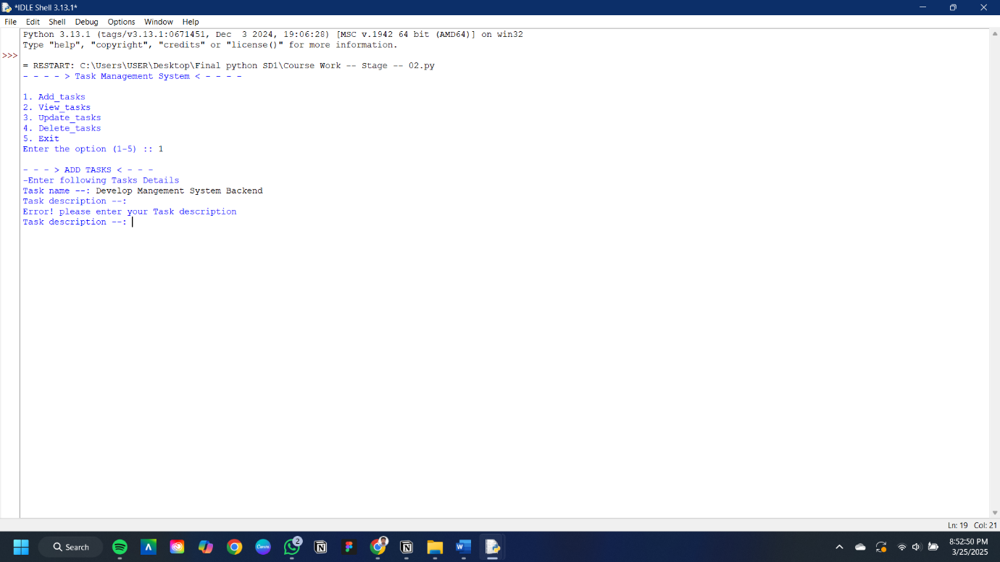 *IDLE Shell 3.13.1*
File Edit Shell Debug Options Window Help
Python 3.13.1 (tags/v3.13.1:0671451, Dec  3 2024, 19:06:28) [MSC v.1942 64 bit (AMD64)] on win32
Type "help", "copyright", "credits" or "license()" for more information.
>>>
= RESTART: C:\Users\USER\Desktop\Final python SD1\Course Work -- Stage -- 02.py
- - - - > Task Management System < - - - -
1. Add_tasks
2. View_tasks
3. Update_tasks
4. Delete_tasks
5. Exit
Enter the option (1-5) :: 1
- - - > ADD TASKS < - - -
-Enter following Tasks Details
Task name --: Develop Mangement System Backend
Task description --:
Error! please enter your Task description
Task description --:
Ln: 19 Col: 21
Search
Canva
2
8:52:50 PM
3/25/2025